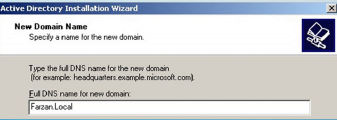 Active Directory Installation Wizard
New Domain Name
Specify a name for the new domain.
Type the full DNS name for the new domain
(for example: headquarters.example.microsoft.com).
Full DNS name for new domain:
Farzan.Local